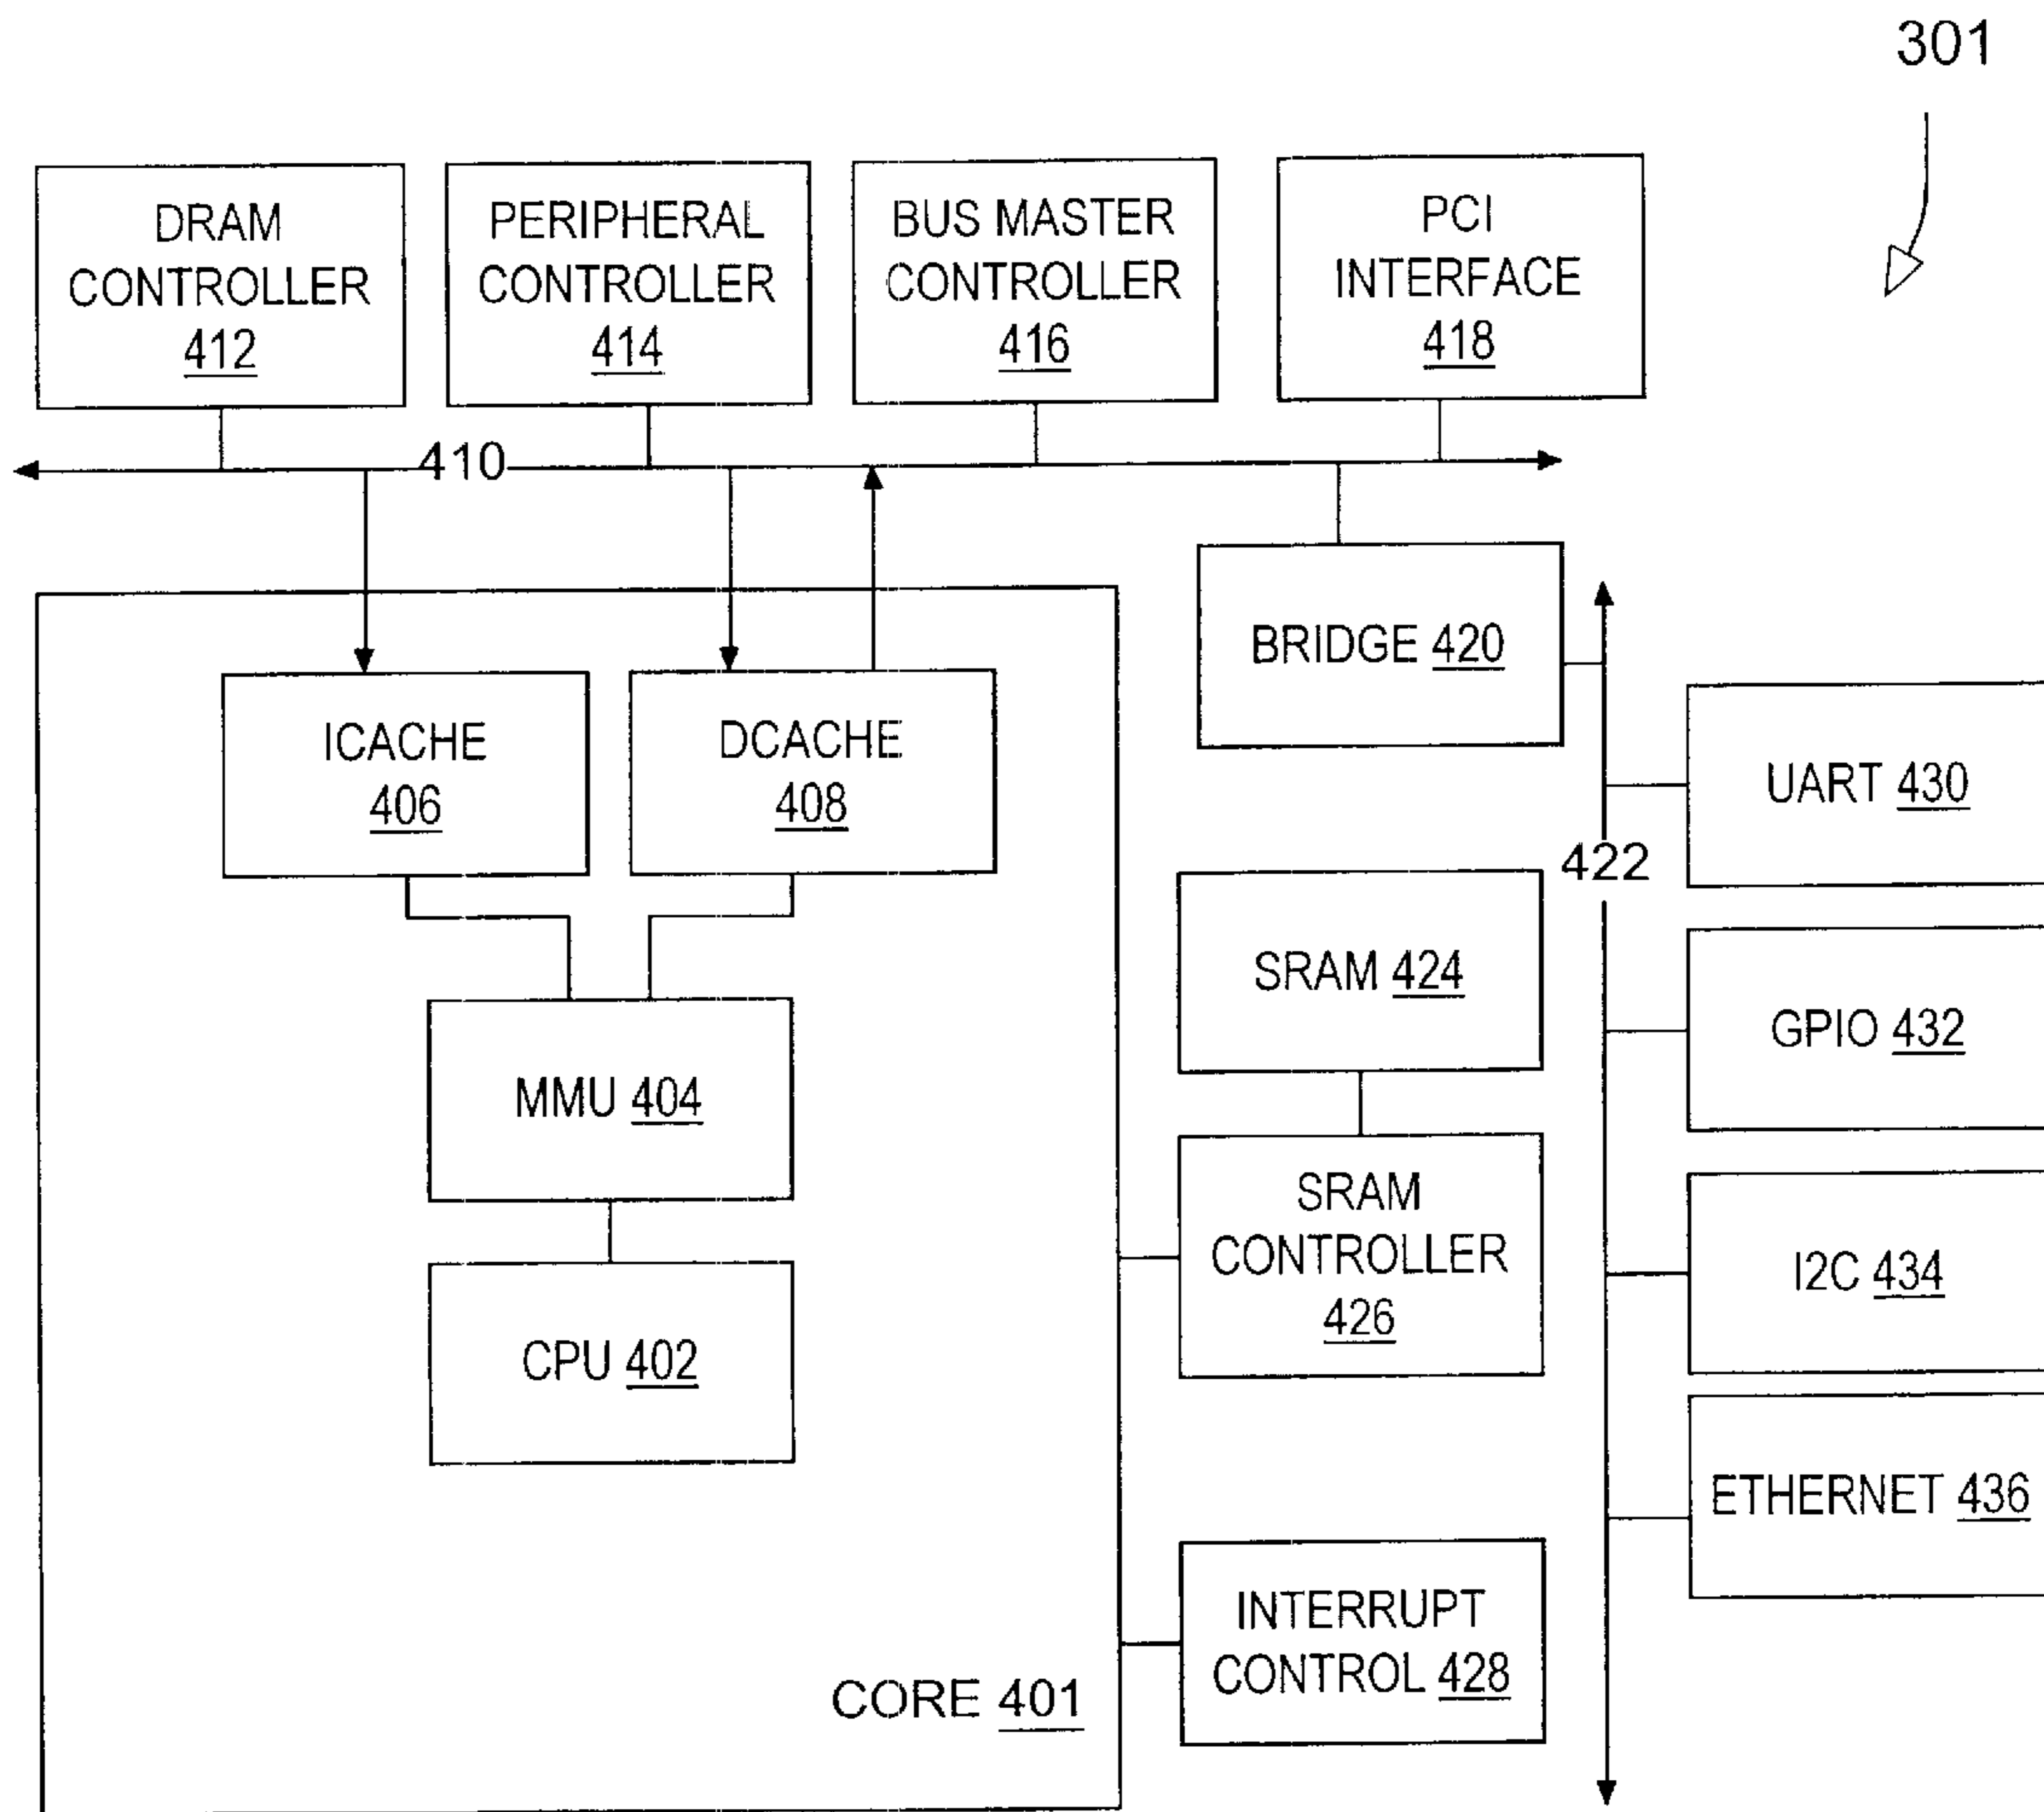 301
DRAM
CONTROLLER
412
PERIPHERAL
CONTROLLER
414
BUS MASTER
CONTROLLER
416
PCI
INTERFACE
418
410
BRIDGE 420
ICACHE
406
DCACHE
408
UART 430
422
SRAM 424
GPIO 432
MMU 404
SRAM
CONTROLLER
426
I2C 434
CPU 402
ETHERNET 436
INTERRUPT
CONTROL 428
CORE 401